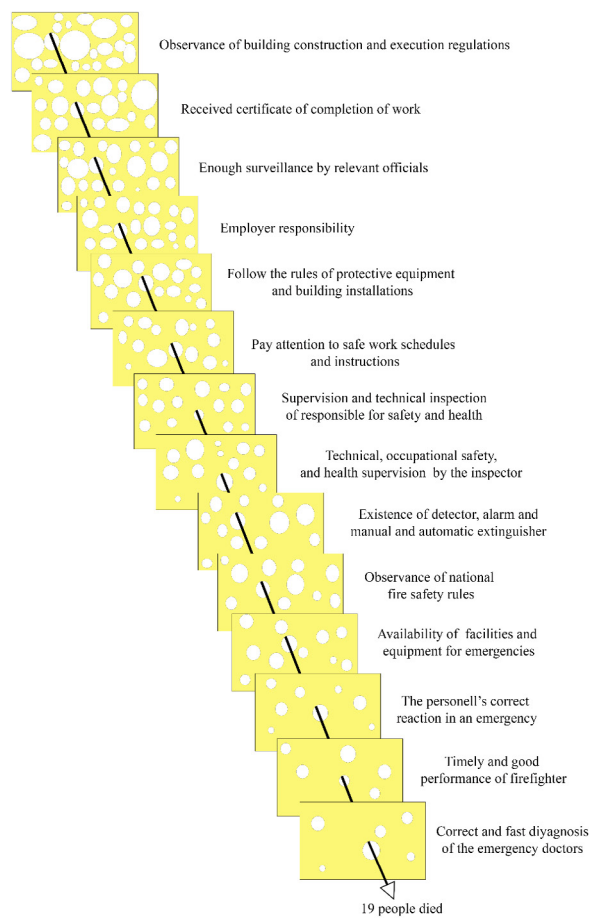 Observance of building construction and execution regulations
Received certificate of completion of work
Enough surveillance by relevant officials
Employer responsibility
Follow the rules of protective equipment
and building installations
Pay attention to safe work schedules
and instructions
Supervision and technical inspection
of responsible for safety and health
Technical, occupational safety,
and health supervision by the inspector
Existence of detector, alarm and
manual and automatic extinguisher
Observance of national
fire safety rules
Availability of facilities and
equipment for emergencies
The personell's correct
reaction in an emergency
Timely and good
performance of firefighter
Correct and fast diyagnosis
of the emergency doctors
19 people died